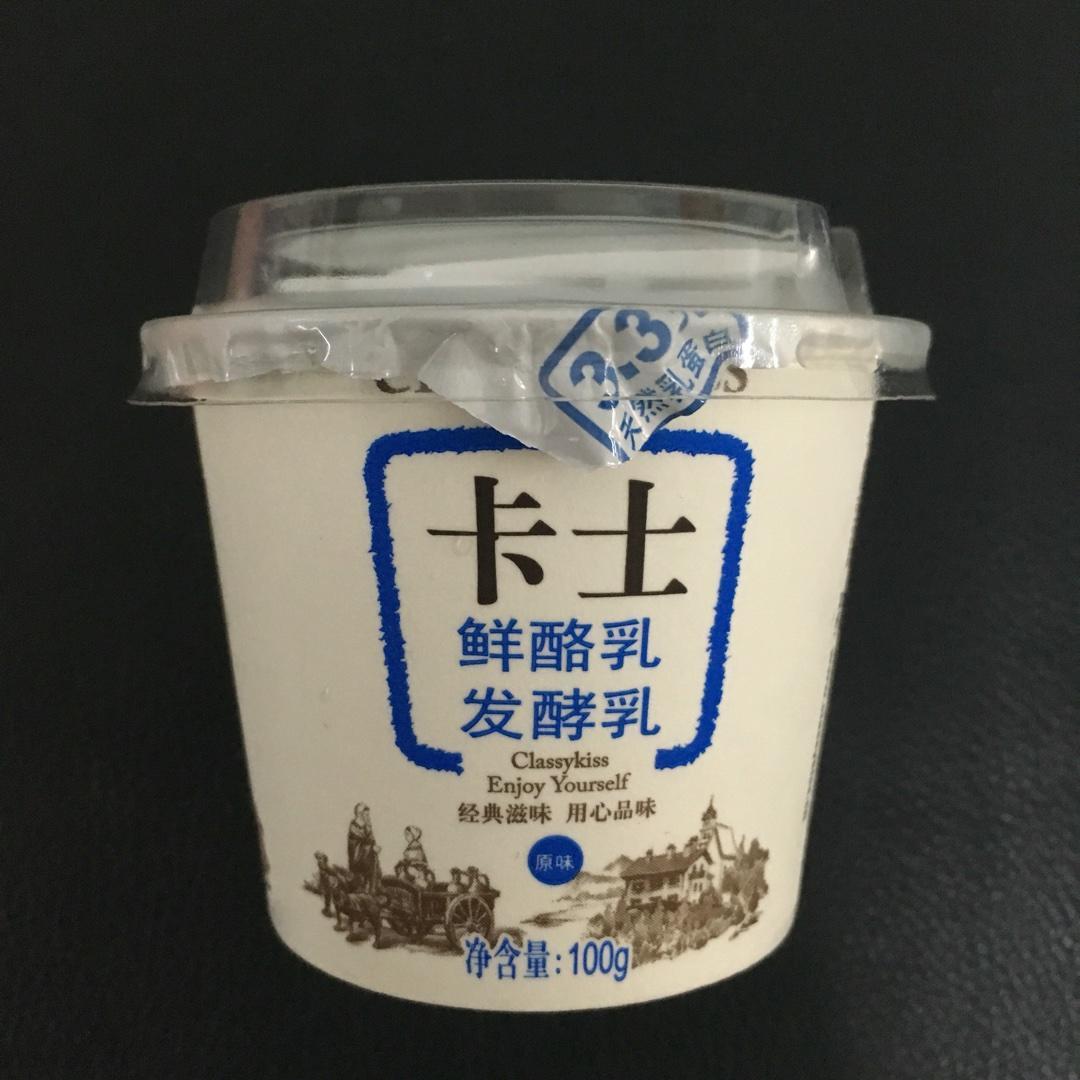 3.3
天然乳蛋白
卡士
鲜酪乳
发酵乳
Classykiss
Enjoy Yourself
经典滋味 用心品味
原味
净含量:100g